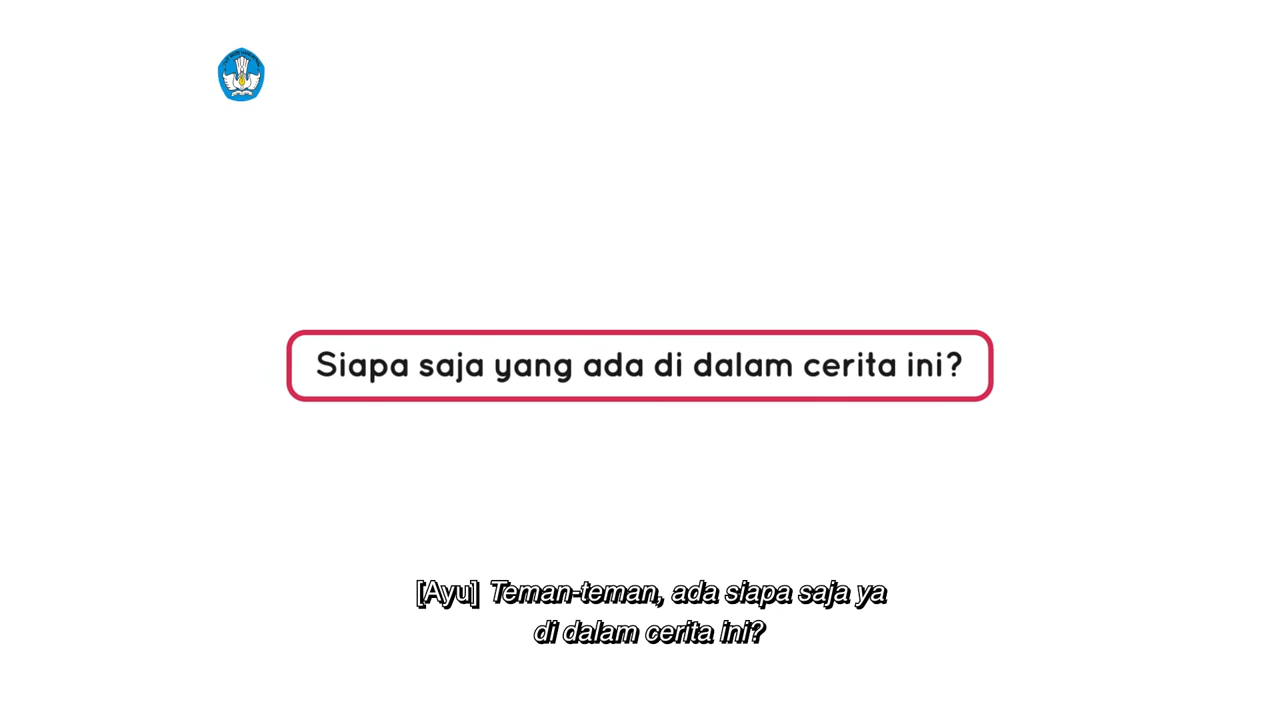 Siapa saja yang ada di dalam cerita ini?
[Ayu] Teman-teman, ada siapa saja ya
di dalam cerita ini?